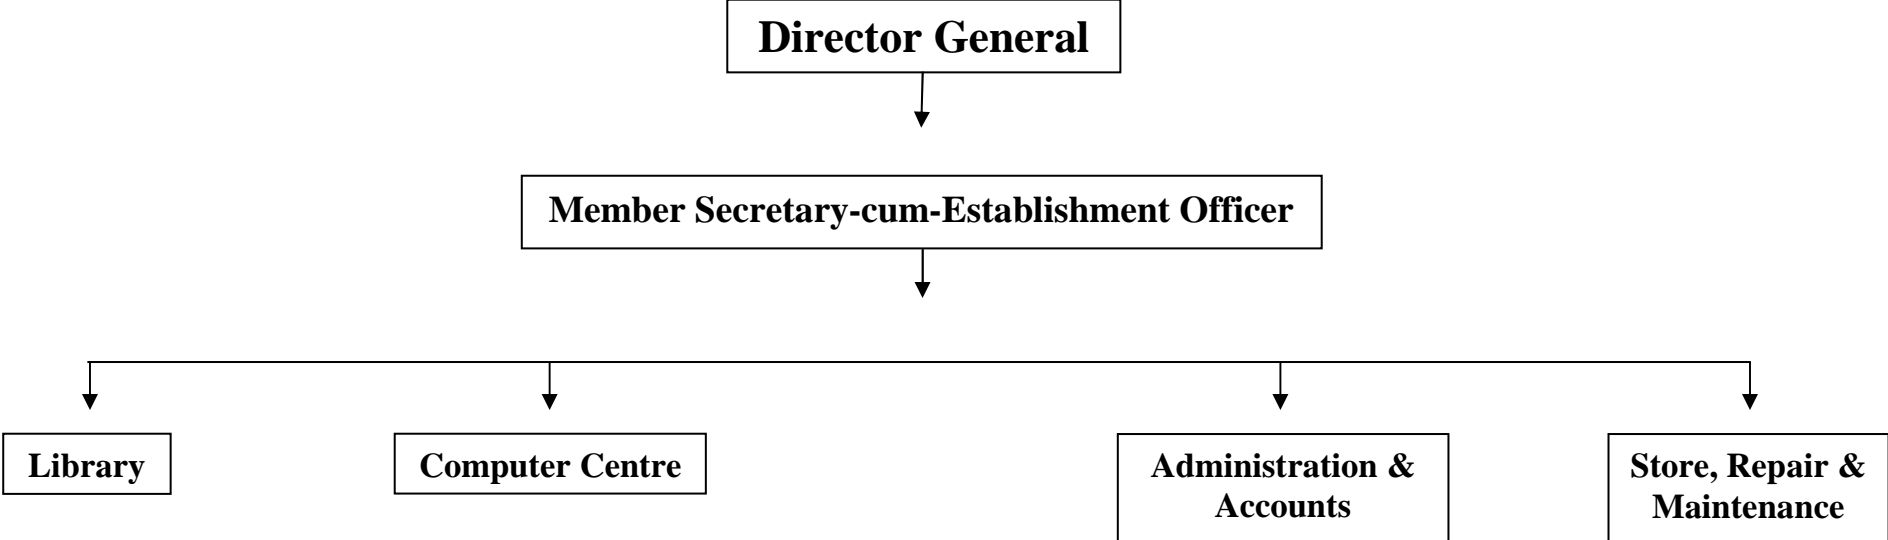 Director General
Member Secretary-cum-Establishment Officer
Library
Computer Centre
Administration &
Accounts
Store, Repair &
Maintenance